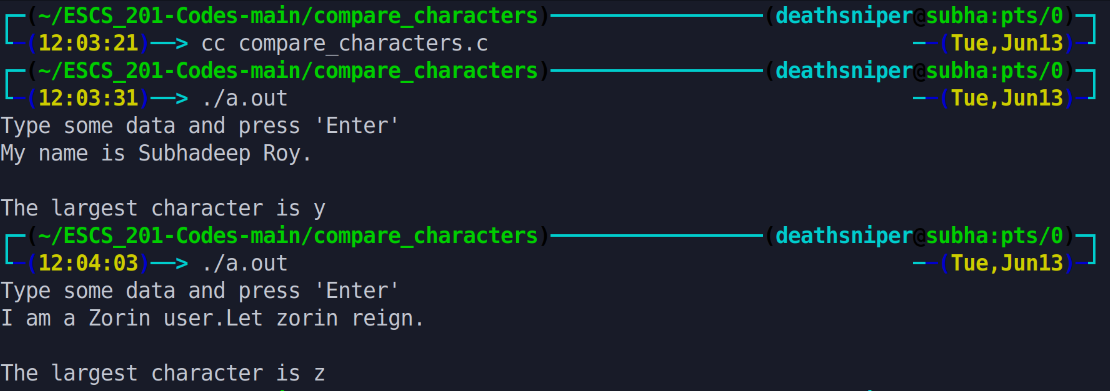 ┌─(~/ESCS_201-Codes-main/compare_characters)────────────────(deathsniper@subha:pts/0)─┐
└─(12:03:21)──> cc compare_characters.c ──(Tue,Jun13)─┘
┌─(~/ESCS_201-Codes-main/compare_characters)────────────────(deathsniper@subha:pts/0)─┐
└─(12:03:31)──> ./a.out ──(Tue,Jun13)─┘
Type some data and press 'Enter'
My name is Subhadeep Roy.
The largest character is y
┌─(~/ESCS_201-Codes-main/compare_characters)────────────────(deathsniper@subha:pts/0)─┐
└─(12:04:03)──> ./a.out ──(Tue,Jun13)─┘
Type some data and press 'Enter'
I am a Zorin user.Let zorin reign.
The largest character is z